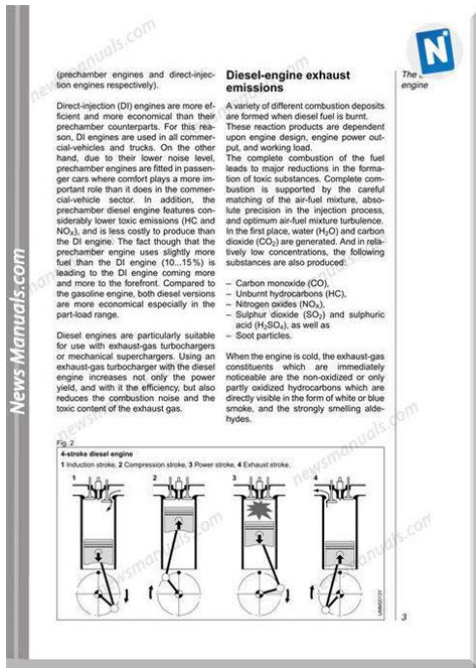 (prechamber engines and direct-injec-
tion engines respectively).
Direct-injection (DI) engines are more ef-
ficient and more economical than their
prechamber counterparts. For this rea-
son, DI engines are used in all commer-
cial-vehicles and trucks. On the other
hand, due to their lower noise level,
prechamber engines are fitted in passen-
ger cars where comfort plays a more im-
portant role than it does in the commer-
cial-vehicle sector. In addition, the
prechamber diesel engine features con-
siderably lower toxic emissions (HC and
NOx), and is less costly to produce than
the DI engine. The fact though that the
prechamber engine uses slightly more
fuel than the DI engine (10...15%) is
leading to the DI engine coming more
and more to the forefront. Compared to
the gasoline engine, both diesel versions
are more economical especially in the
part-load range.
Diesel engines are particularly suitable
for use with exhaust-gas turbochargers
or mechanical superchargers. Using an
exhaust-gas turbocharger with the diesel
engine increases not only the power
yield, and with it the efficiency, but also
reduces the combustion noise and the
toxic content of the exhaust gas.
Diesel-engine exhaust
emissions
A variety of different combustion deposits
are formed when diesel fuel is burnt.
These reaction products are dependent
upon engine design, engine power out-
put, and working load.
The complete combustion of the fuel
leads to major reductions in the forma-
tion of toxic substances. Complete com-
bustion is supported by the careful
matching of the air-fuel mixture, abso-
lute precision in the injection process,
and optimum air-fuel mixture turbulence.
In the first place, water (H2O) and carbon
dioxide (CO2) are generated. And in rela-
tively low concentrations, the following
substances are also produced:
– Carbon monoxide (CO),
– Unburnt hydrocarbons (HC),
– Nitrogen oxides (NOx),
– Sulphur dioxide (SO2) and sulphuric
acid (H2SO4), as well as
– Soot particles.
When the engine is cold, the exhaust-gas
constituents which are immediately
noticeable are the non-oxidized or only
partly oxidized hydrocarbons which are
directly visible in the form of white or blue
smoke, and the strongly smelling alde-
hydes.
The
engine
N
News Manuals.com
newsmanuals.com
Fig. 2
4-stroke diesel engine
1 Induction stroke, 2 Compression stroke, 3 Power stroke, 4 Exhaust stroke.
1 2 3 4
3